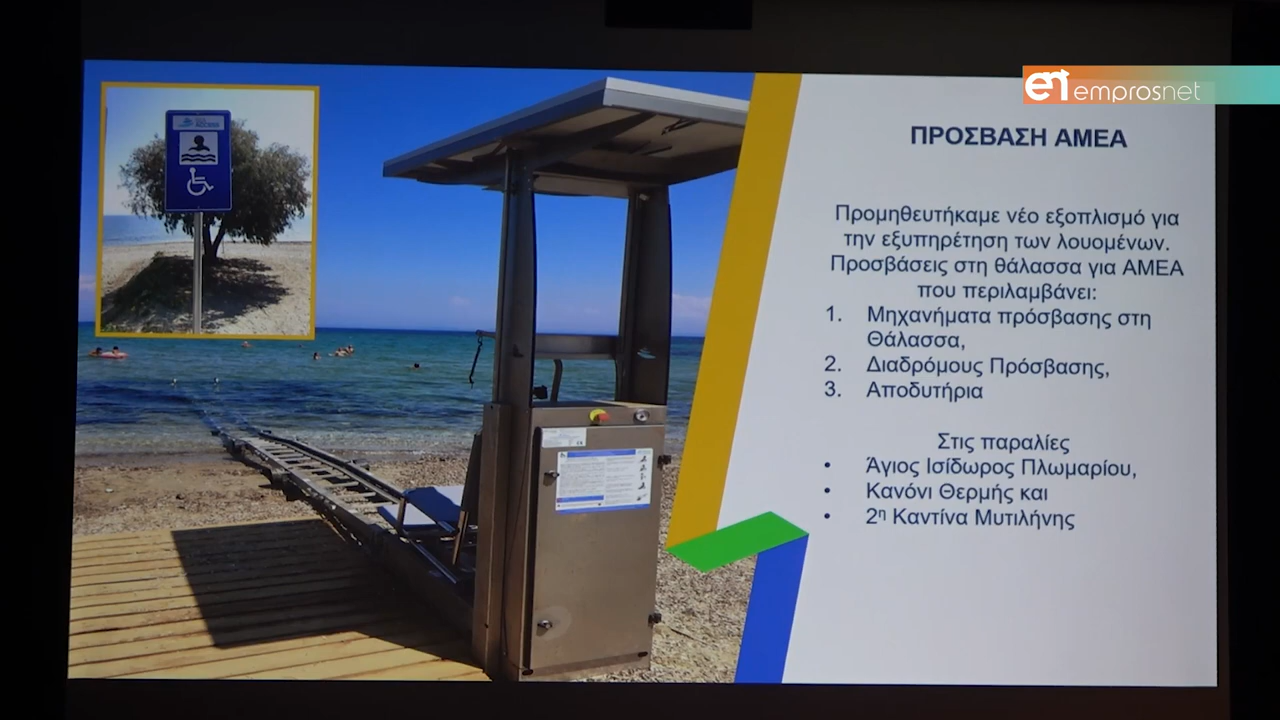 en emprosnet
ΠΡΟΣΒΑΣΗ ΑΜΕΑ
Προμηθευτήκαμε νέο εξοπλισμό για
την εξυπηρέτηση των λουομένων.
Προσβάσεις στη θάλασσα για ΑΜΕΑ
που περιλαμβάνει:
1. Μηχανήματα πρόσβασης στη
Θάλασσα,
2. Διαδρόμους Πρόσβασης,
3. Αποδυτήρια
Στις παραλίες
• Άγιος Ισίδωρος Πλωμαρίου,
• Κανόνι Θερμής και
• 2η Καντίνα Μυτιλήνης